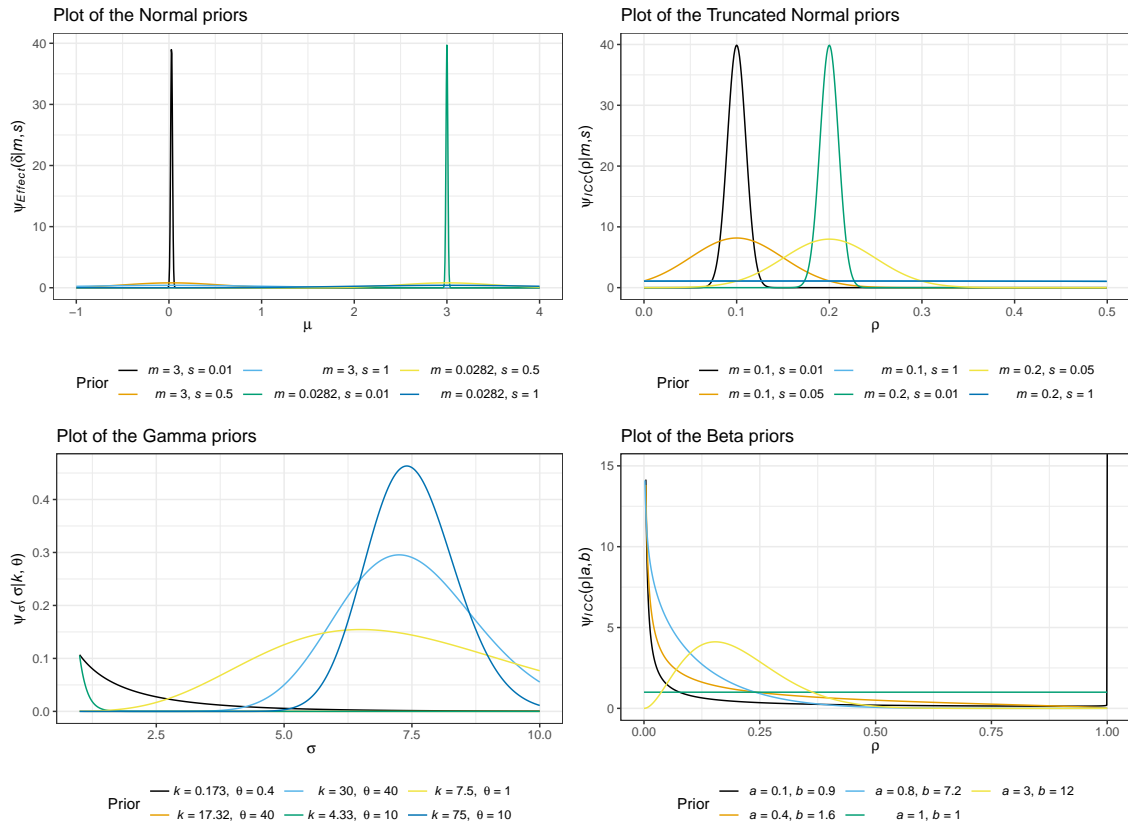 Plot of the Normal priors
ψEffect(δ|m,s)
40
30
20
10
0
−1 0 1 2 3 4
μ
Prior
m = 3, s = 0.01 m = 3, s = 1 m = 0.0282, s = 0.5
m = 3, s = 0.5 m = 0.0282, s = 0.01 m = 0.0282, s = 1
Plot of the Truncated Normal priors
ψICC(ρ|m,s)
40
30
20
10
0
0.0 0.1 0.2 0.3 0.4 0.5
ρ
Prior
m = 0.1, s = 0.01 m = 0.1, s = 1 m = 0.2, s = 0.05
m = 0.1, s = 0.05 m = 0.2, s = 0.01 m = 0.2, s = 1
Plot of the Gamma priors
ψσ(σ|k, θ)
0.4
0.3
0.2
0.1
0.0
2.5 5.0 7.5 10.0
σ
Prior
k = 0.173, θ = 0.4 k = 30, θ = 40 k = 7.5, θ = 1
k = 17.32, θ = 40 k = 4.33, θ = 10 k = 75, θ = 10
Plot of the Beta priors
ψICC(ρ|a,b)
15
10
5
0
0.00 0.25 0.50 0.75 1.00
ρ
Prior
a = 0.1, b = 0.9 a = 0.8, b = 7.2 a = 3, b = 12
a = 0.4, b = 1.6 a = 1, b = 1